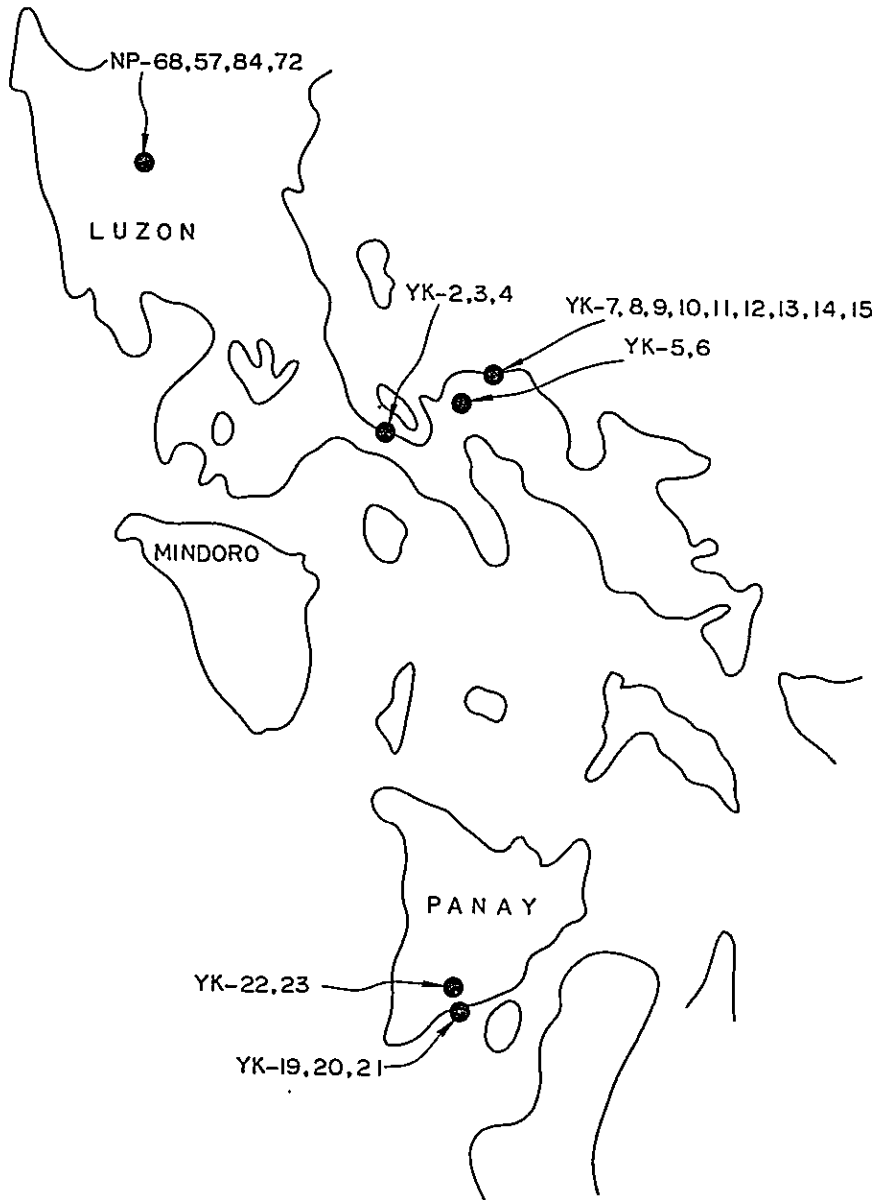 NP-68,57,84,72
LUZON
YK-2,3,4
YK-7,8,9,10,11,12,13,14,15
YK-5,6
MINDORO
PANAY
YK-22,23
YK-19,20,21